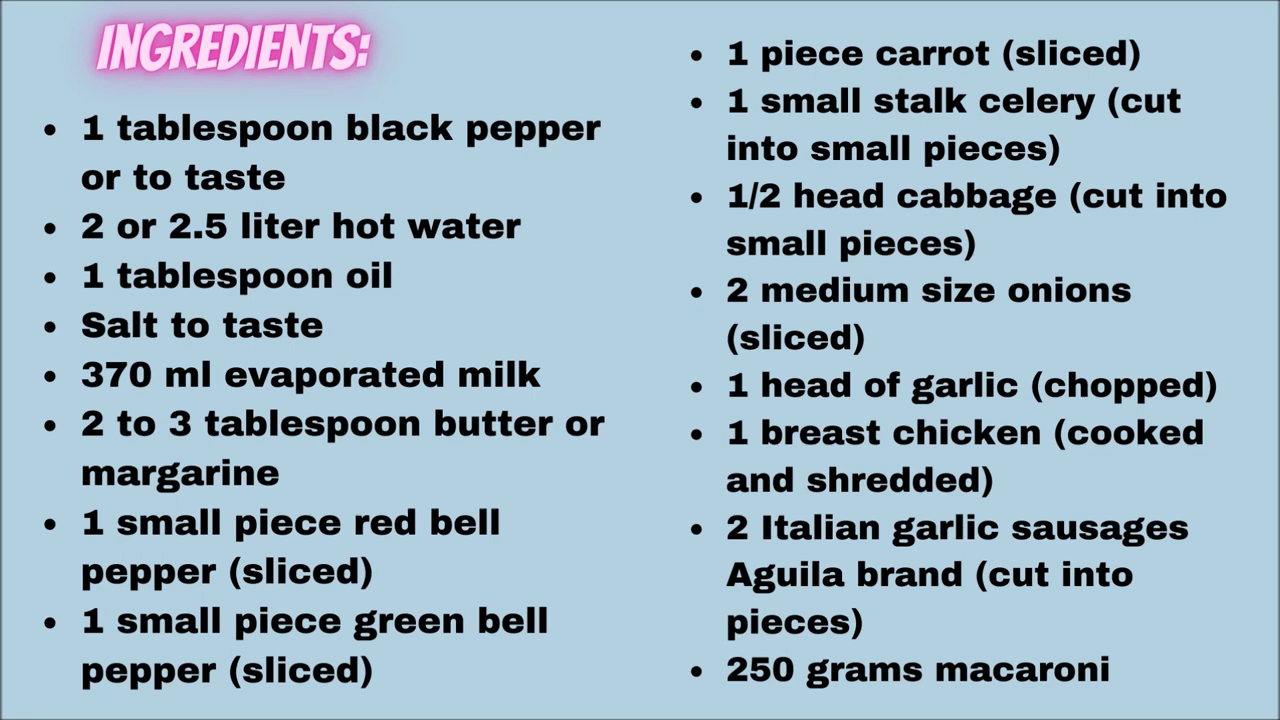 INGREDIENTS:
• 1 tablespoon black pepper
or to taste
• 2 or 2.5 liter hot water
• 1 tablespoon oil
• Salt to taste
• 370 ml evaporated milk
• 2 to 3 tablespoon butter or
margarine
• 1 small piece red bell
pepper (sliced)
• 1 small piece green bell
pepper (sliced)
• 1 piece carrot (sliced)
• 1 small stalk celery (cut
into small pieces)
• 1/2 head cabbage (cut into
small pieces)
• 2 medium size onions
(sliced)
• 1 head of garlic (chopped)
• 1 breast chicken (cooked
and shredded)
• 2 Italian garlic sausages
Aguila brand (cut into
pieces)
• 250 grams macaroni